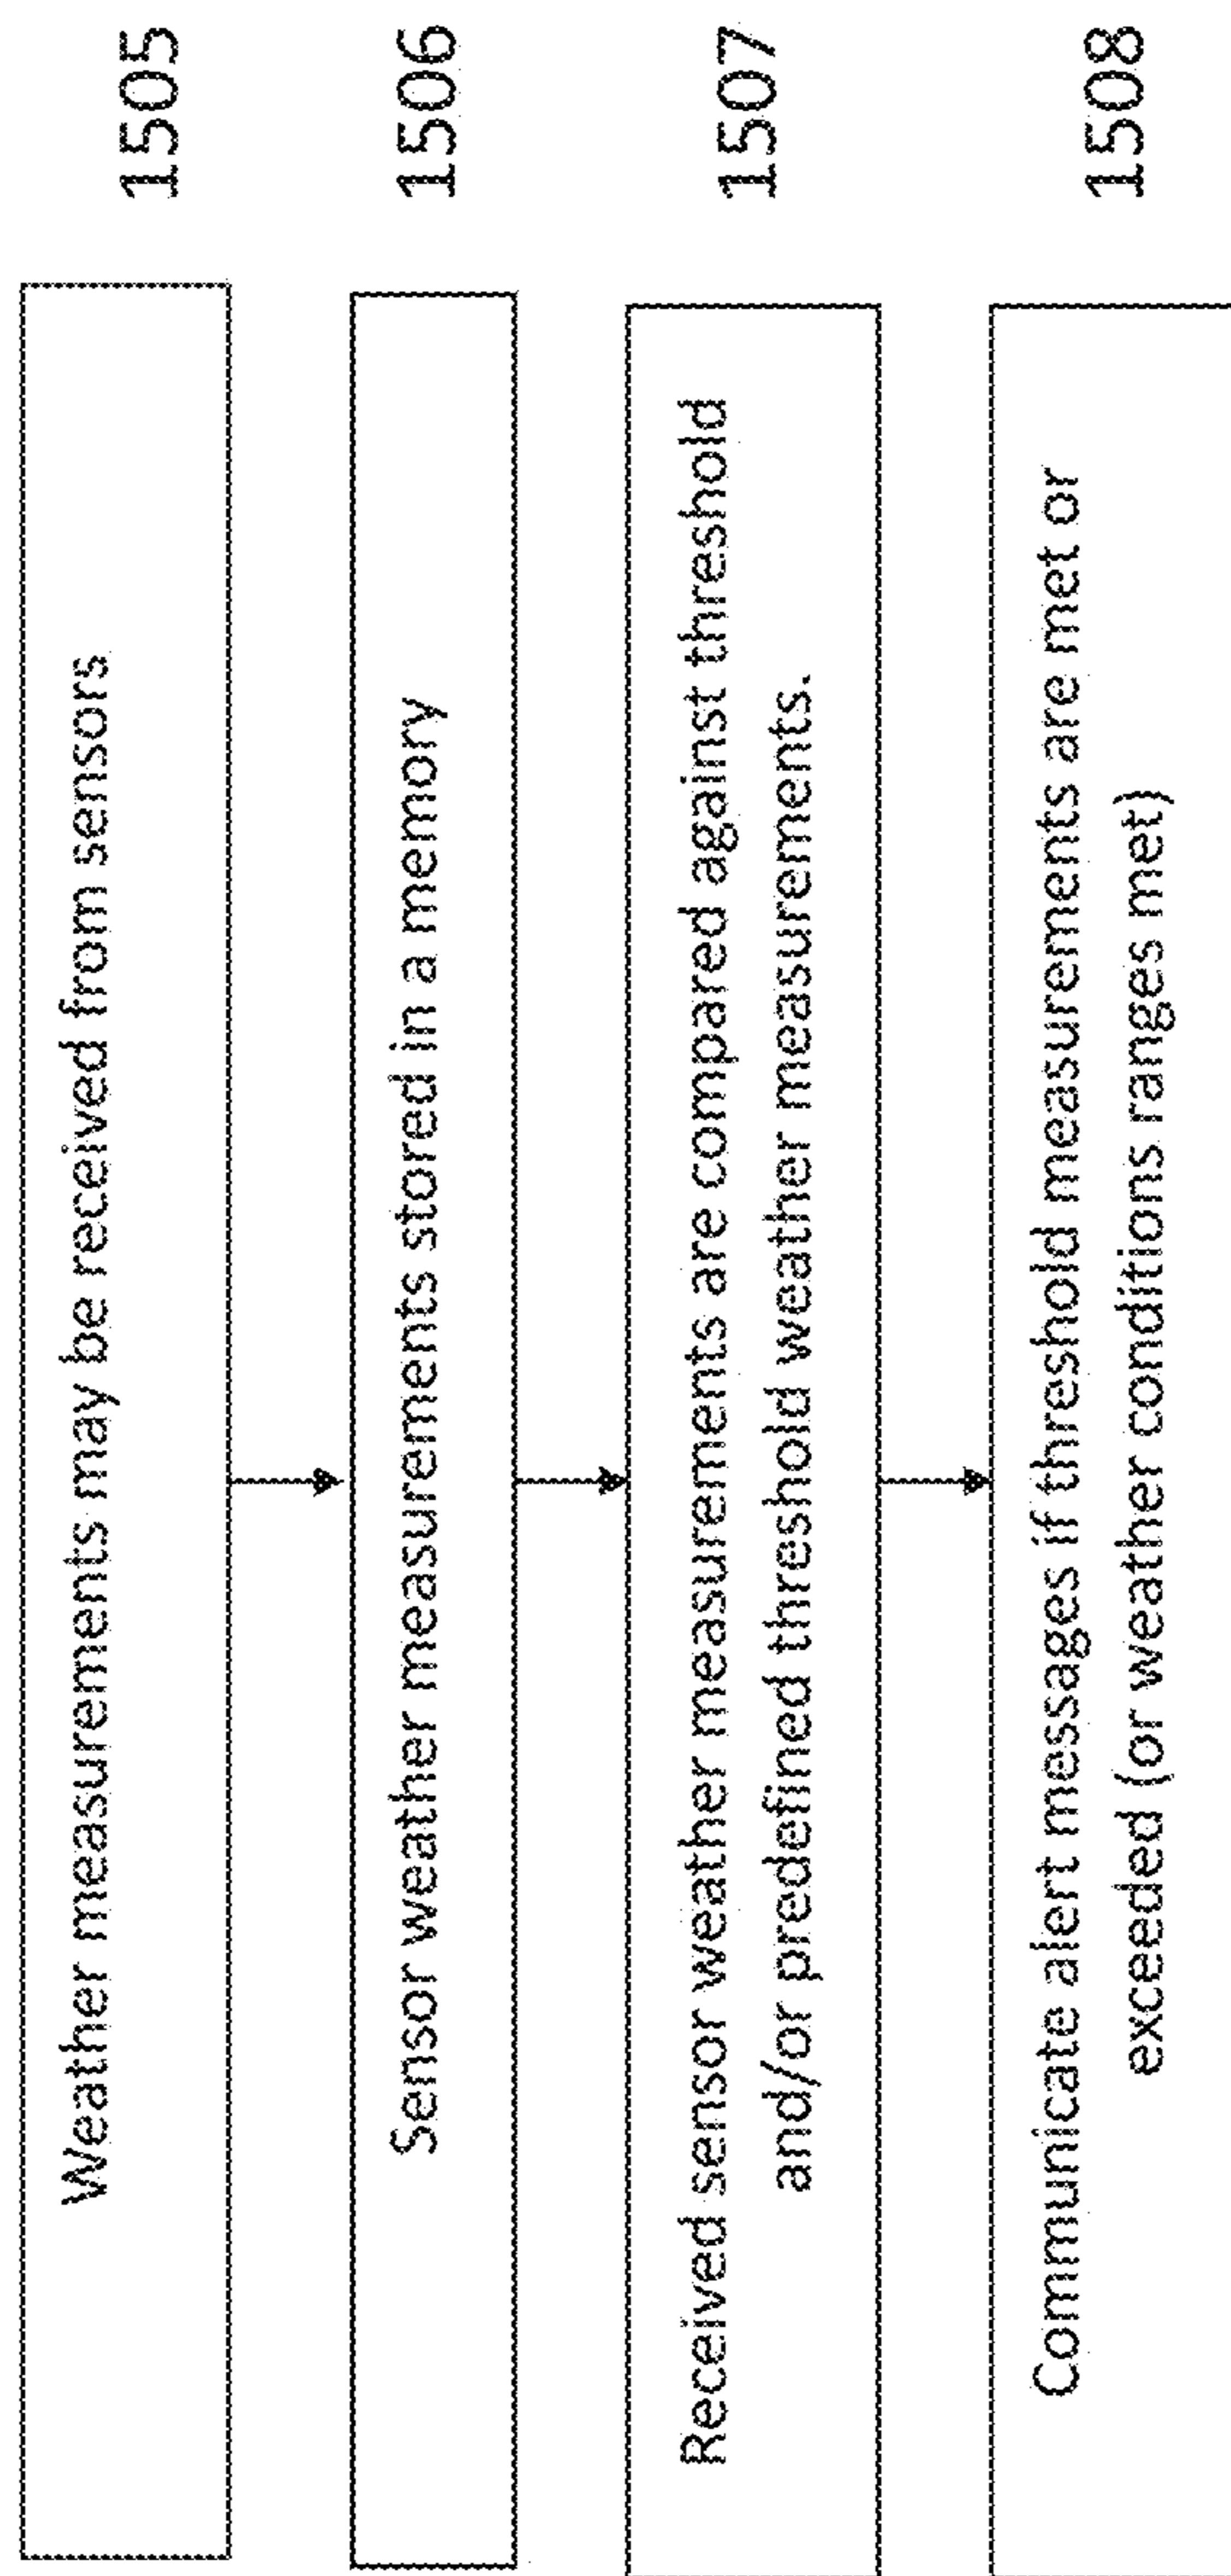 Weather measurements may be received from sensors
1505
Sensor weather measurements stored in a memory
1506
Received sensor weather measurements are compared against threshold
and/or predefined threshold weather measurements.
1507
Communicate alert messages if threshold measurements are met or
exceeded (or weather conditions ranges met)
1508